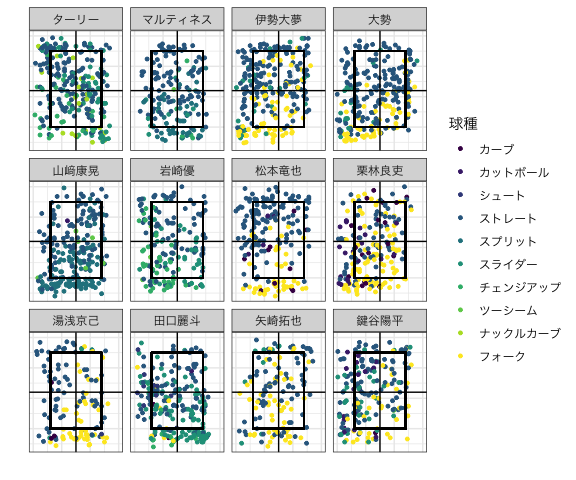 ターリー
マルティネス
伊勢大夢
大勢
山﨑康晃
岩崎優
松本竜也
栗林良吏
湯浅京己
田口麗斗
矢崎拓也
鍵谷陽平
球種
カーブ
カットボール
シュート
ストレート
スプリット
スライダー
チェンジアップ
ツーシーム
ナックルカーブ
フォーク